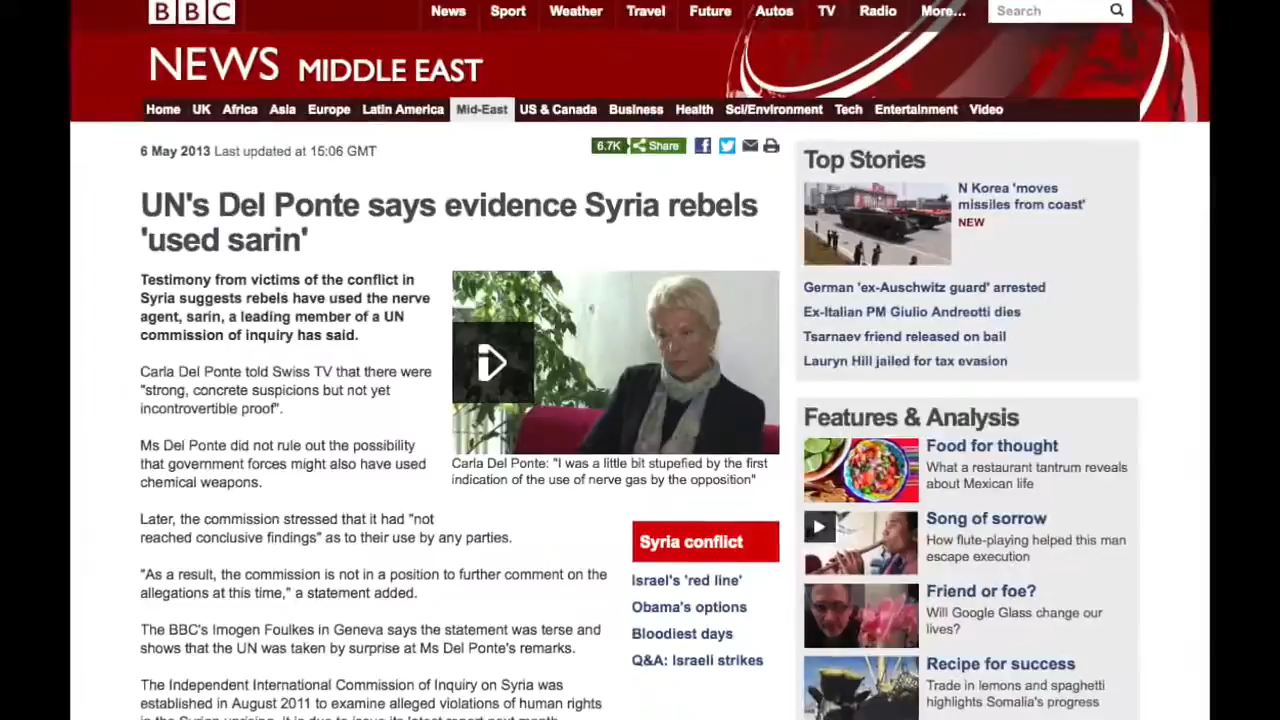 BBC
News Sport Weather Travel Future Autos TV Radio More... Search
NEWS MIDDLE EAST
Home UK Africa Asia Europe Latin America Mid-East US & Canada Business Health Sci/Environment Tech Entertainment Video
6 May 2013 Last updated at 15:06 GMT
6.7K Share
UN's Del Ponte says evidence Syria rebels
'used sarin'
Testimony from victims of the conflict in
Syria suggests rebels have used the nerve
agent, sarin, a leading member of a UN
commission of inquiry has said.
Carla Del Ponte told Swiss TV that there were
"strong, concrete suspicions but not yet
incontrovertible proof".
Ms Del Ponte did not rule out the possibility
that government forces might also have used
chemical weapons.
Carla Del Ponte: "I was a little bit stupefied by the first
indication of the use of nerve gas by the opposition"
Later, the commission stressed that it had "not
reached conclusive findings" as to their use by any parties.
"As a result, the commission is not in a position to further comment on the
allegations at this time," a statement added.
The BBC's Imogen Foulkes in Geneva says the statement was terse and
shows that the UN was taken by surprise at Ms Del Ponte's remarks.
The Independent International Commission of Inquiry on Syria was
established in August 2011 to examine alleged violations of human rights
in the Syrian uprising. It is due to issue its latest report next month.
Syria conflict
Israel's 'red line'
Obama's options
Bloodiest days
Q&A: Israeli strikes
Top Stories
N Korea 'moves
missiles from coast'
NEW
German 'ex-Auschwitz guard' arrested
Ex-Italian PM Giulio Andreotti dies
Tsarnaev friend released on bail
Lauryn Hill jailed for tax evasion
Features & Analysis
Food for thought
What a restaurant tantrum reveals
about Mexican life
Song of sorrow
How flute-playing helped this man
escape execution
Friend or foe?
Will Google Glass change our
lives?
Recipe for success
Trade in lemons and spaghetti
highlights Somalia's progress